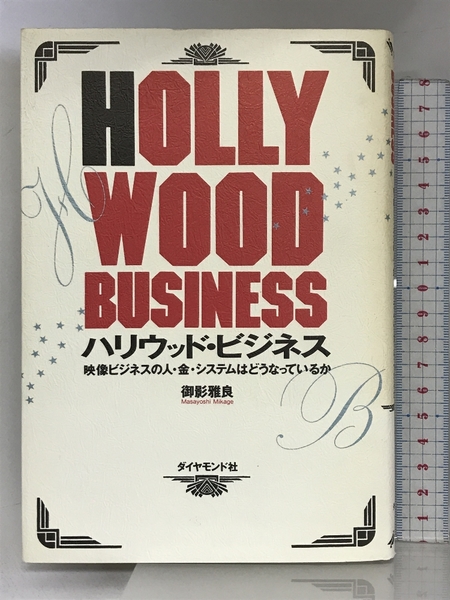 HOLLY
WOOD
BUSINESS
ハリウッド・ビジネス
映像ビジネスの人・金・システムはどうなっているか
御影雅良
Masayoshi Mikage
H
B
ダイヤモンド社